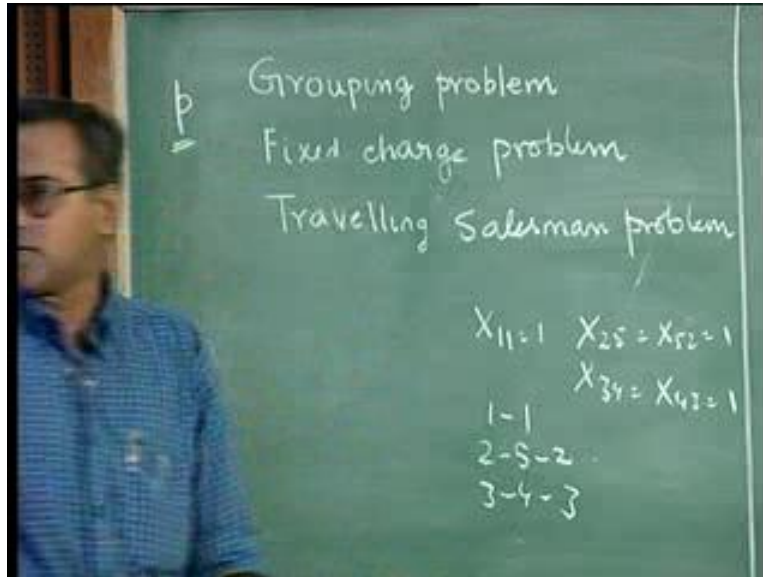 p
Grouping problem
Fixed charge problem
Travelling Salesman problem
X₁₁=1 X₂₅=X₅₂=1
X₃₄=X₄₃=1
1-1
2-5-2
3-4-3